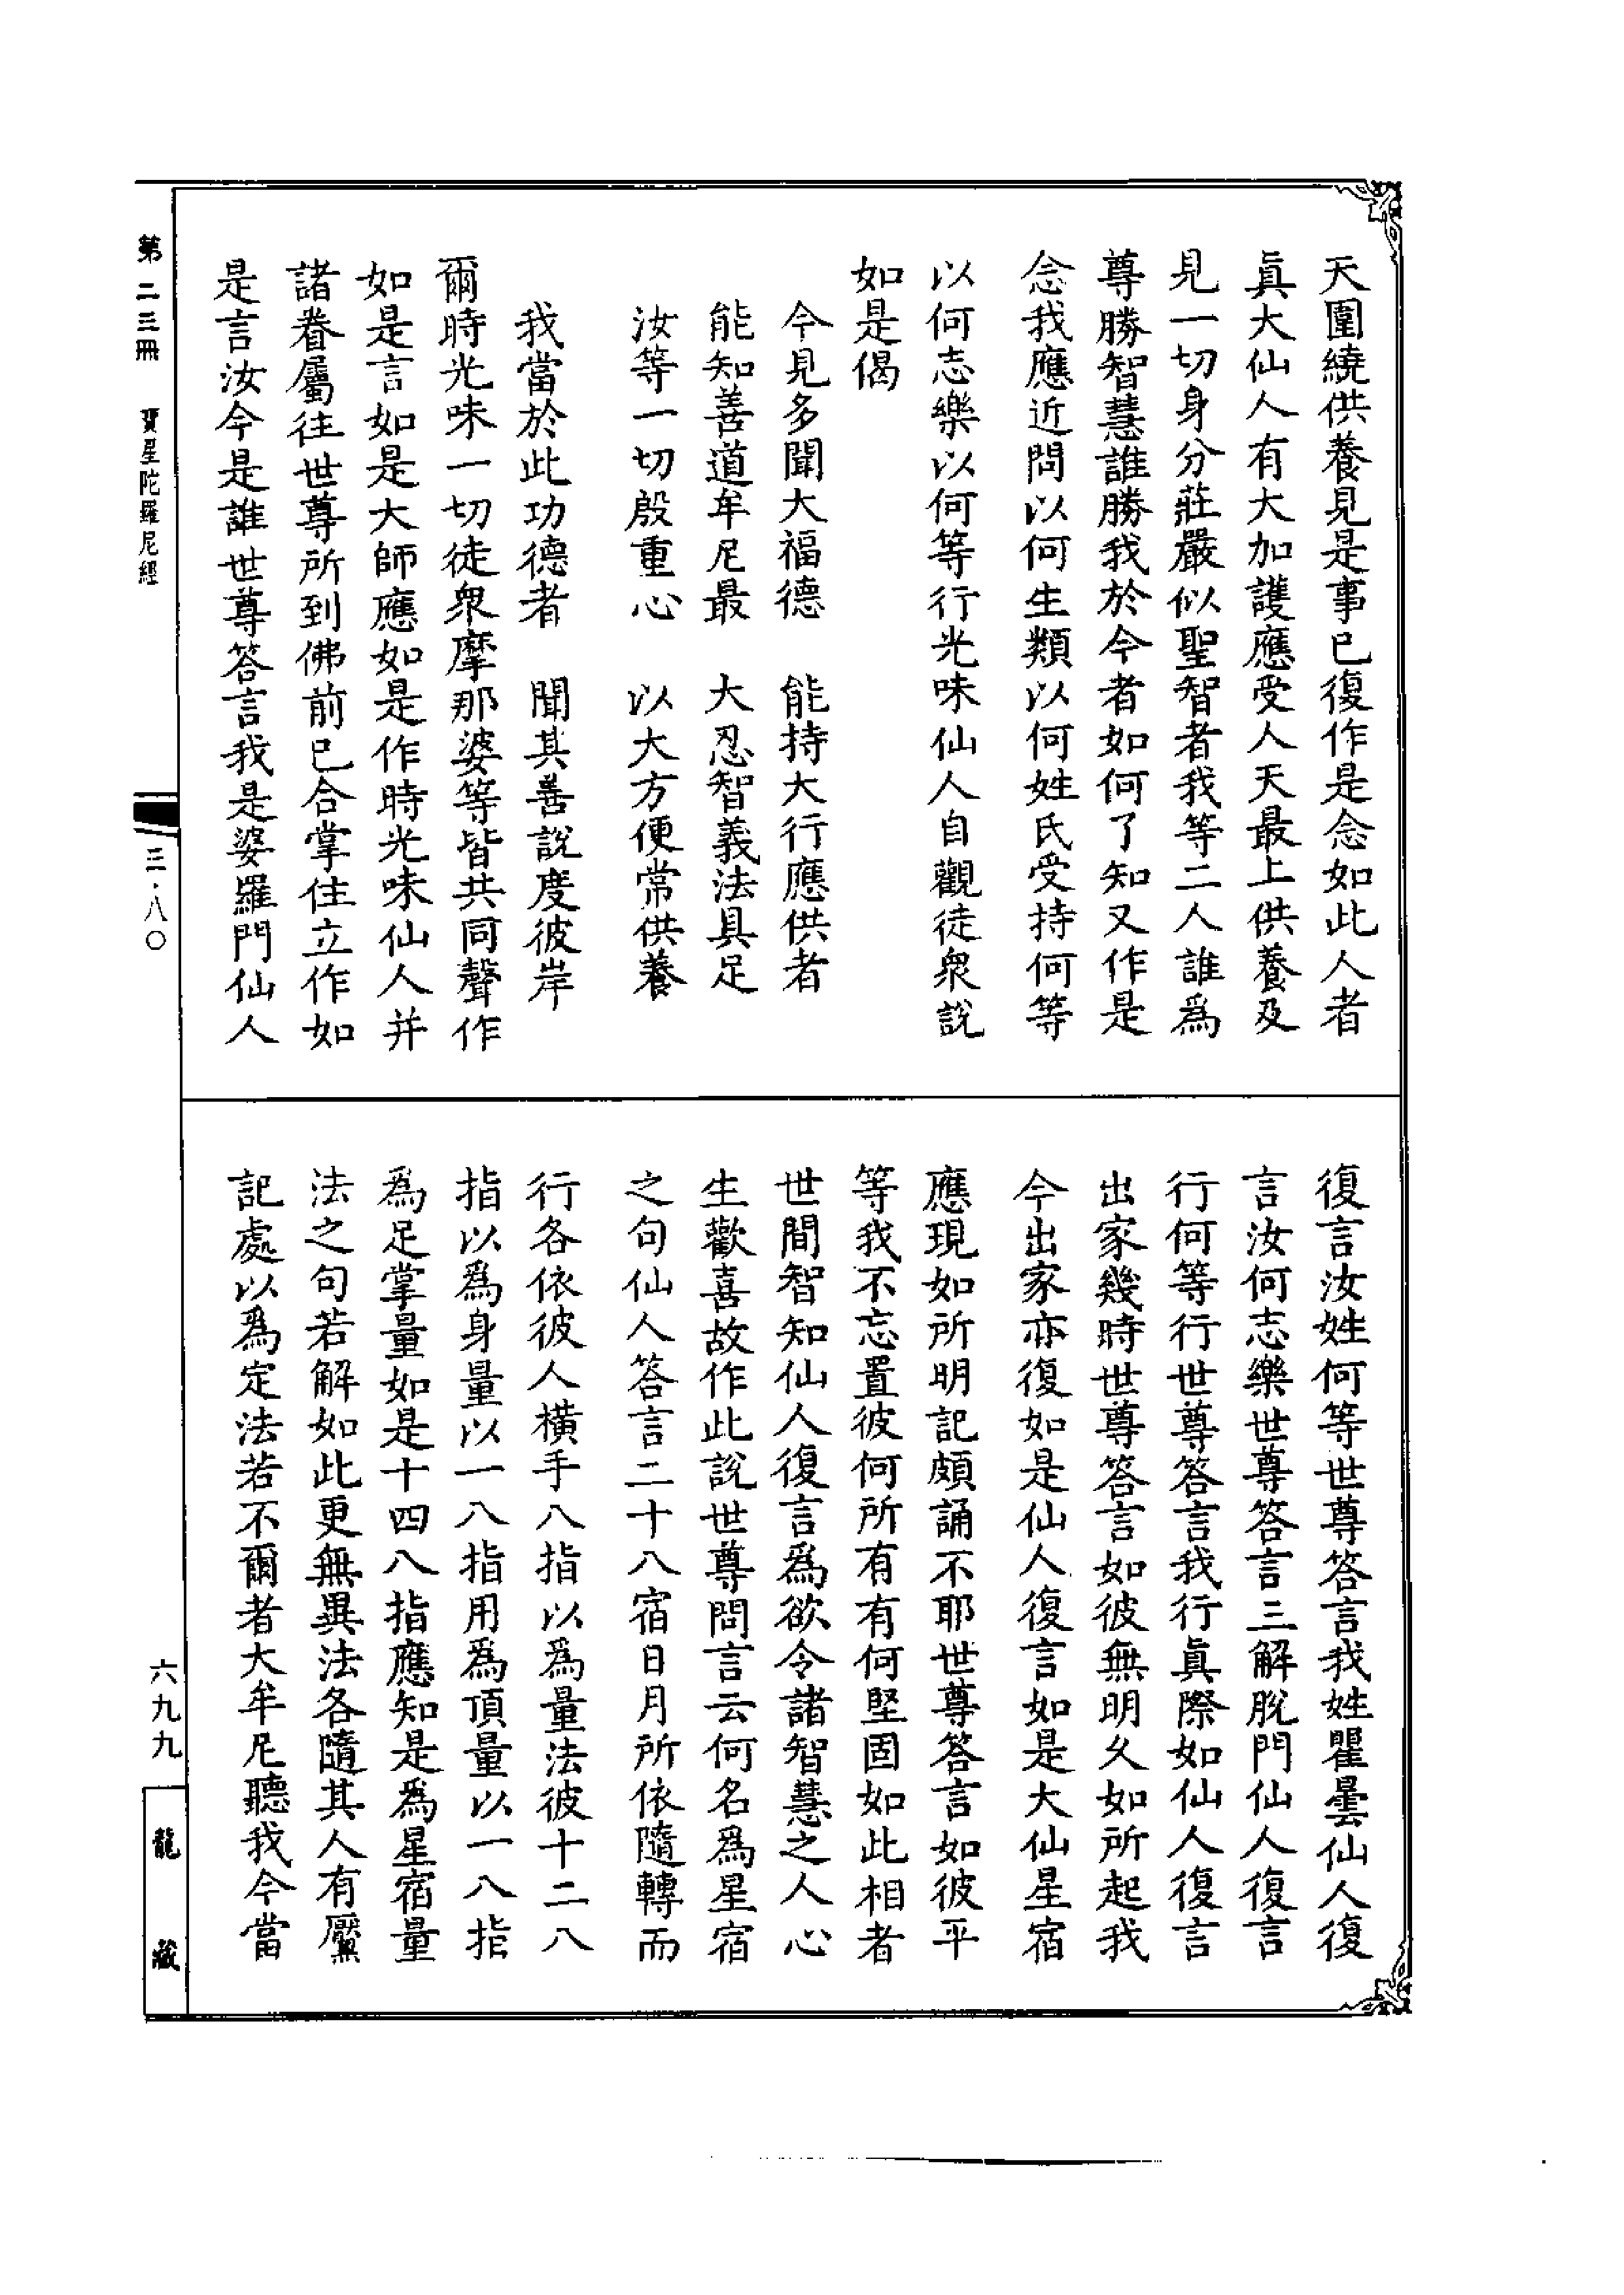 天圍繞供養見是事已復作是念如此人者
真大仙人有大加護應受人天最上供養及
見一切身分莊嚴似聖智者我等二人誰為
尊勝智慧誰勝我於今者如何了知又作是
念我應近問以何生類以何姓氏受持何等
以何志樂以何等行光味仙人自觀徒衆說
如是偈
今見多聞大福德　能持大行應供者
能知善道牟尼最　大忍智義法具足
汝等一切殷重心　以大方便常供養
我當於此功德者　聞其善說度彼岸
爾時光味一切徒衆摩那婆等皆共同聲作
如是言如是大師應如是作時光味仙人并
諸眷屬往世尊所到佛前已合掌住立作如
是言汝今是誰世尊答言我是婆羅門仙人
復言汝姓何等世尊答言我姓瞿曇仙人復
言汝何志樂世尊答言三解脫門仙人復言
行何等行世尊答言我行真際如仙人復言
出家幾時世尊答言如彼無明久如所起我
今出家亦復如是仙人復言如是大仙星宿
應現如所明記頗誦不耶世尊答言如彼平
等我不忘置彼何所有有何堅固如此相者
世間智知仙人復言為欲令諸智慧之人心
生歡喜故作此說世尊問言云何名為星宿
之句仙人答言二十八宿日月所依隨轉而
行各依彼人橫手八指以為量法彼十二八
指以為身量以一八指用為頂量以一八指
為足掌量如是十四八指應知是為星宿量
法之句若解如此更無異法各隨其人有黶
記處以為定法若不爾者大牟尼聽我今當
第二三冊　寶星陀羅尼經
三·八〇
六九九
龍藏